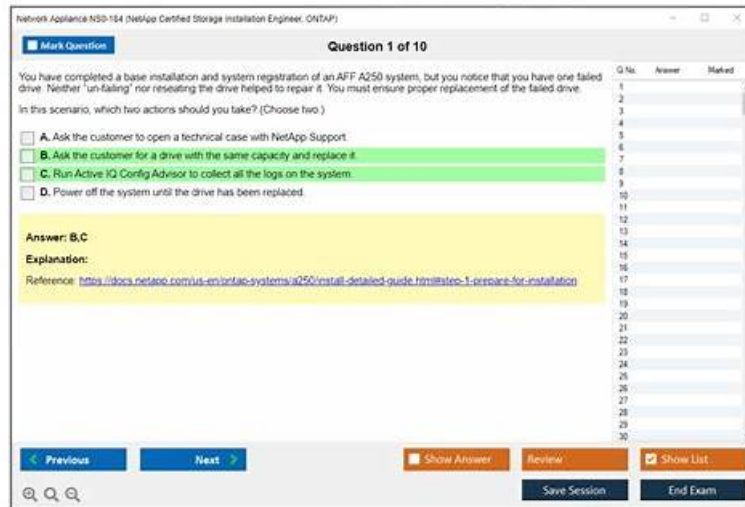 Network Appliance NS0-184 (NetApp Certified Storage Installation Engineer, ONTAP)
Mark Question
Question 1 of 10
You have completed a base installation and system registration of an AFF A250 system, but you notice that you have one failed
drive. Neither "un-failing" nor reseating the drive helped to repair it. You must ensure proper replacement of the failed drive.
In this scenario, which two actions should you take? (Choose two.)
A. Ask the customer to open a technical case with NetApp Support.
B. Ask the customer for a drive with the same capacity and replace it.
C. Run Active IQ Config Advisor to collect all the logs on the system.
D. Power off the system until the drive has been replaced.
Answer: B,C
Explanation:
Reference: https://docs.netapp.com/us-en/ontap-systems/a250/install-detailed-guide.html#step-1-prepare-for-installation
Q No. Answer Marked
1
2
3
4
5
6
7
8
9
10
11
12
13
14
15
16
17
18
19
20
21
22
23
24
25
26
27
28
29
30
Previous
Next
Show Answer
Review
Show List
Save Session
End Exam